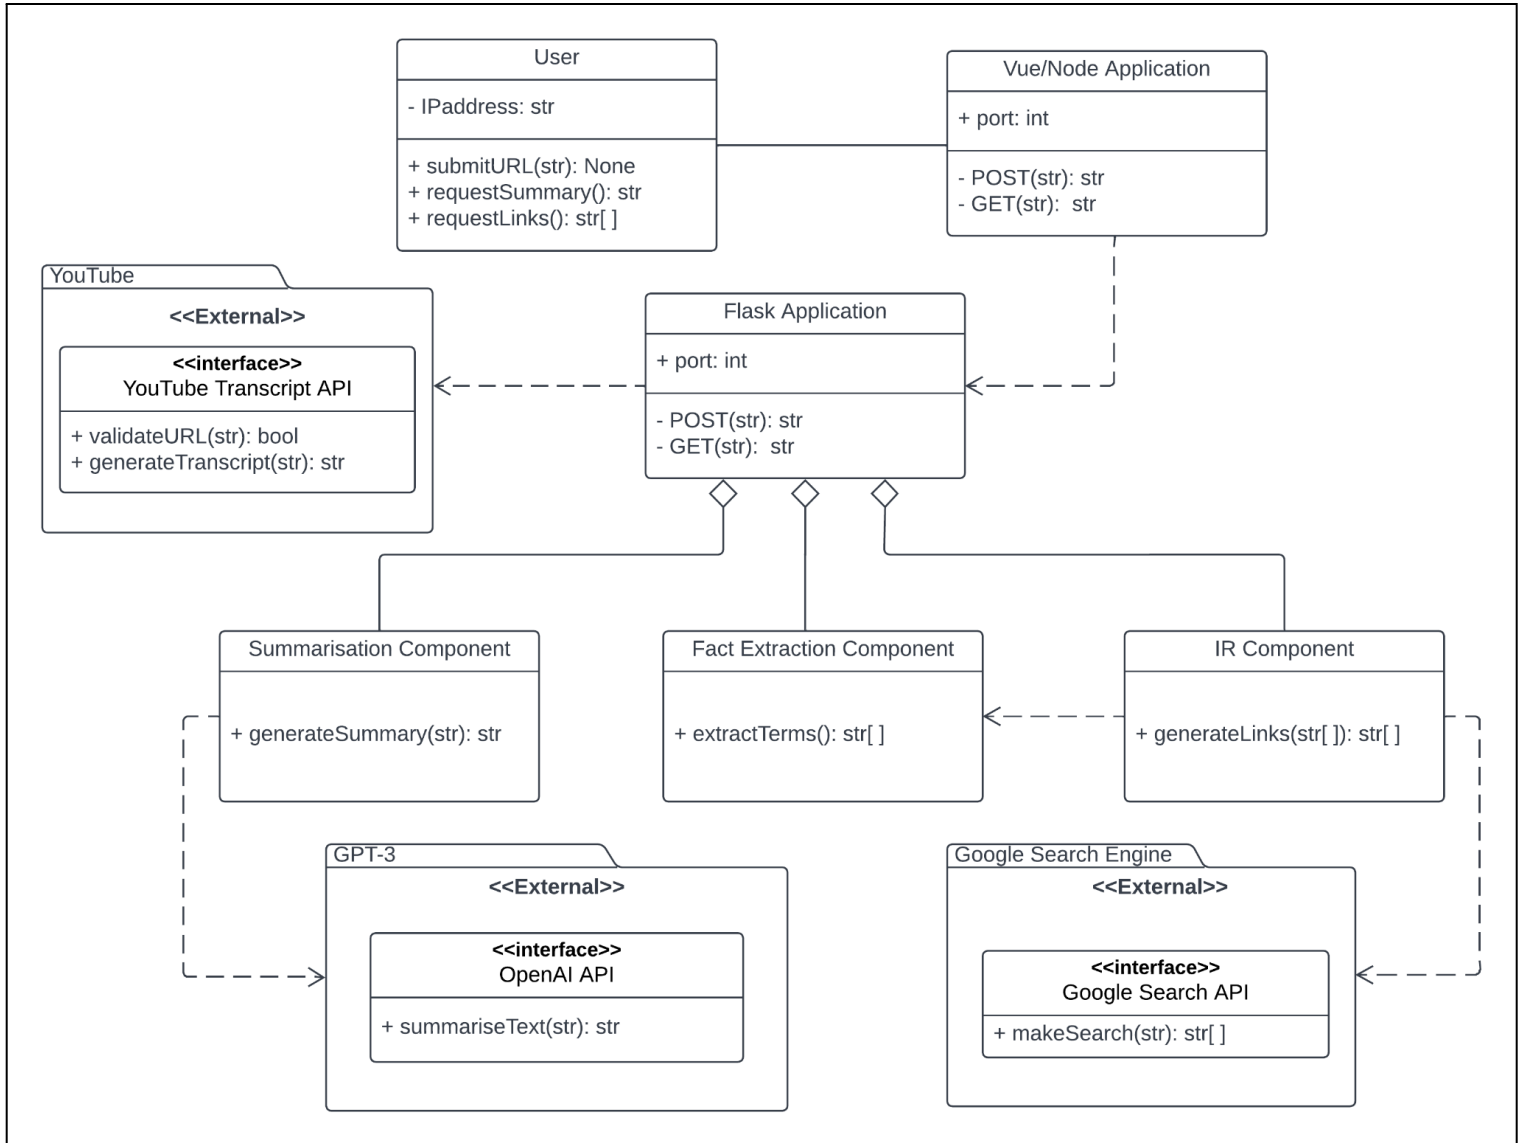 User
- IPaddress: str
+ submitURL(str): None
+ requestSummary(): str
+ requestLinks(): str[ ]
Vue/Node Application
+ port: int
- POST(str): str
- GET(str):  str
YouTube
<<External>>
<<interface>>
YouTube Transcript API
+ validateURL(str): bool
+ generateTranscript(str): str
Flask Application
+ port: int
- POST(str): str
- GET(str):  str
Summarisation Component
+ generateSummary(str): str
Fact Extraction Component
+ extractTerms(): str[ ]
IR Component
+ generateLinks(str[ ]): str[ ]
GPT-3
<<External>>
<<interface>>
OpenAI API
+ summariseText(str): str
Google Search Engine
<<External>>
<<interface>>
Google Search API
+ makeSearch(str): str[ ]